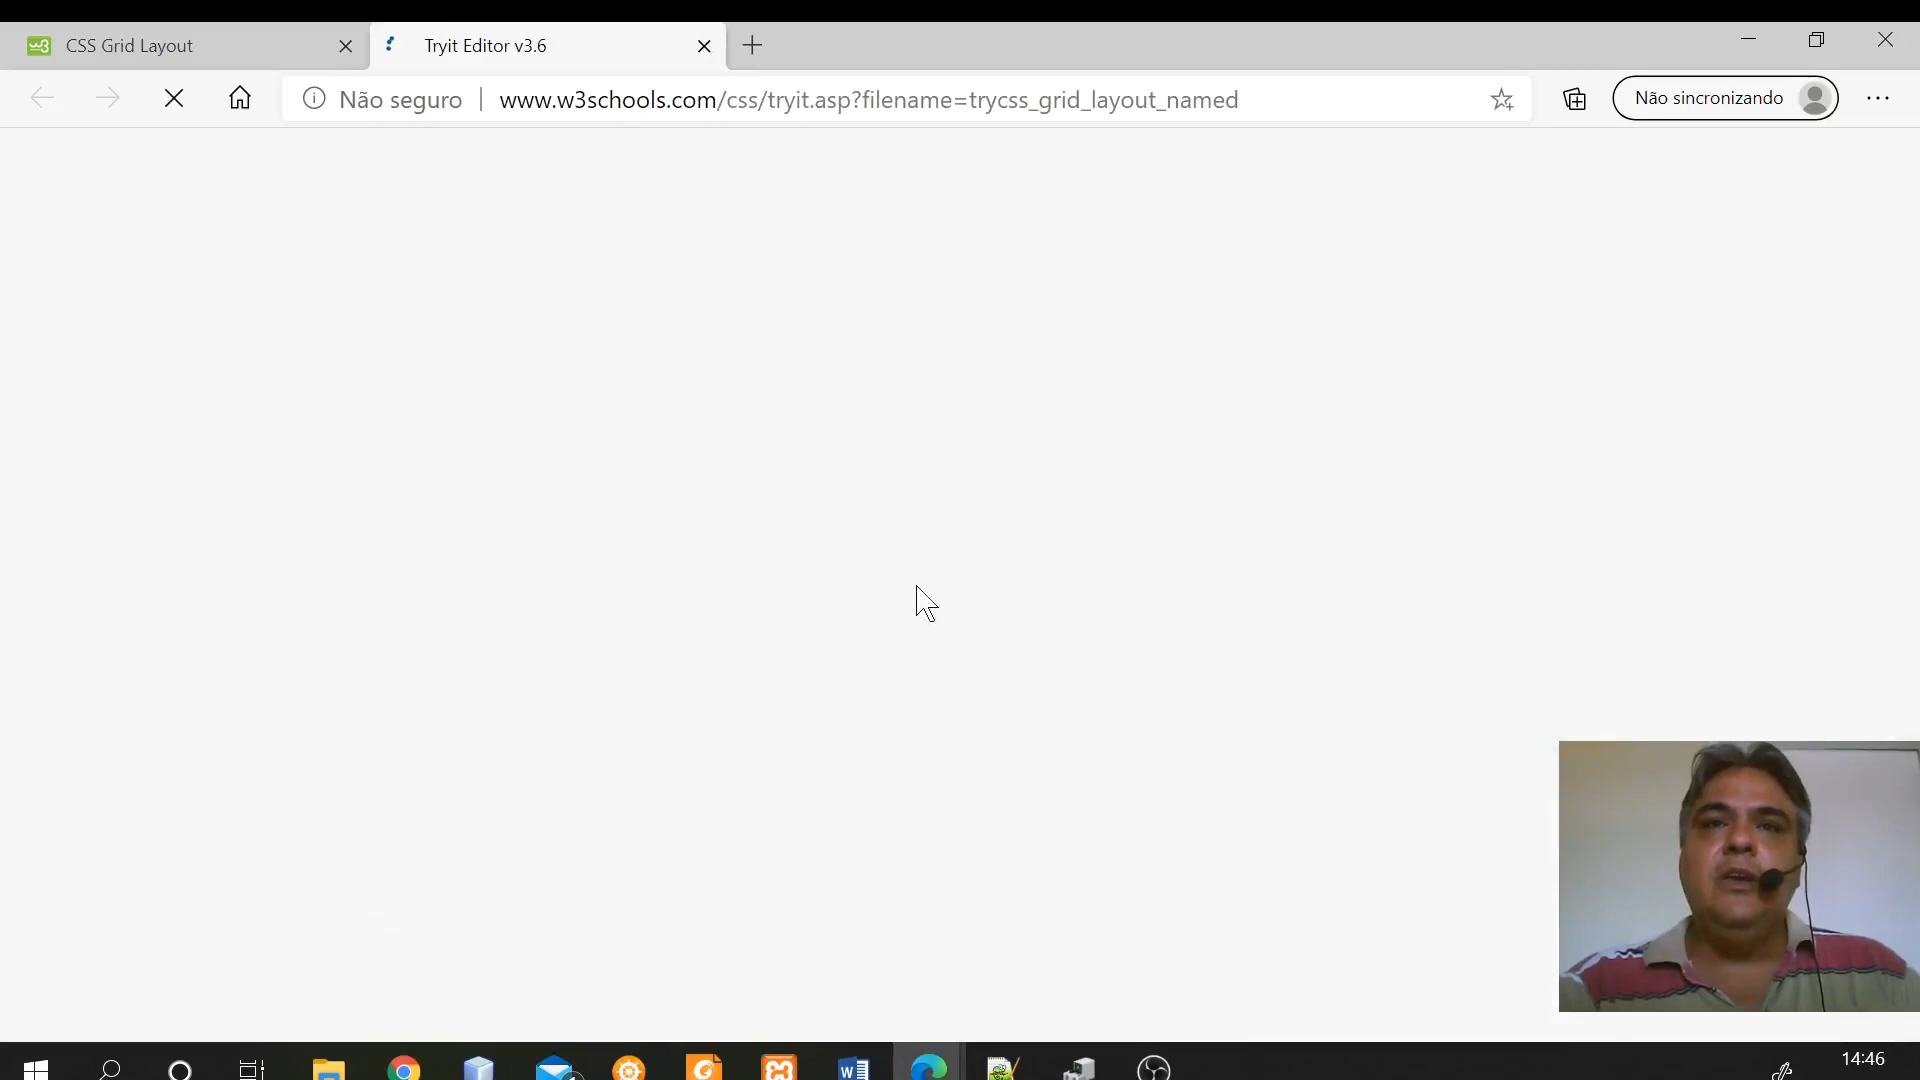 CSS Grid Layout
Tryit Editor v3.6
Não seguro
www.w3schools.com/css/tryit.asp?filename=trycss_grid_layout_named
Não sincronizando
14:46